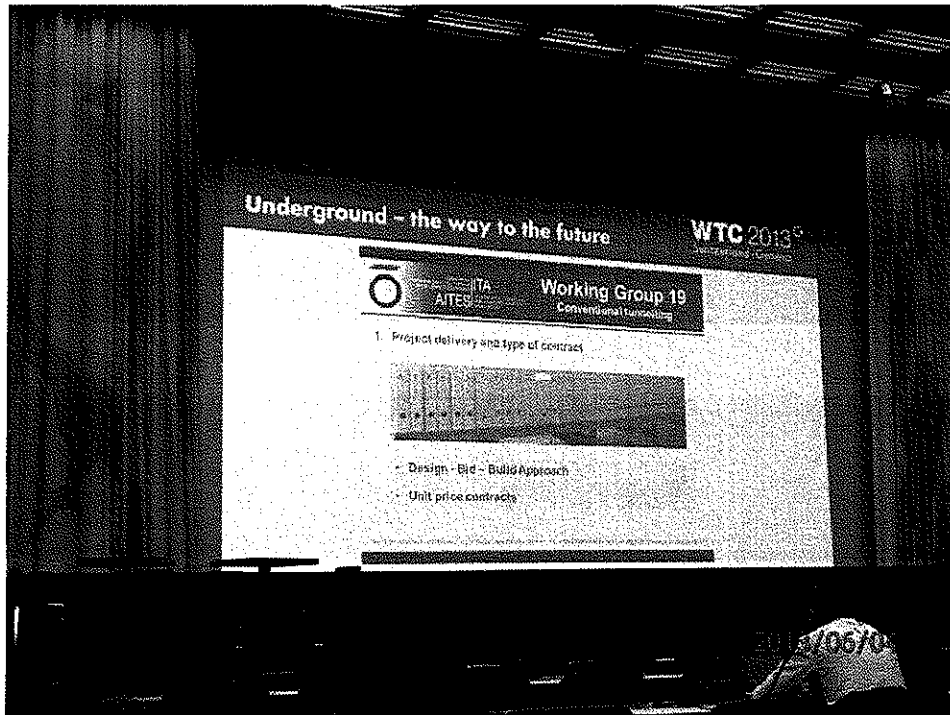 Underground – the way to the future
WTC 2013
ITA
AITES
Working Group 19
Conventional tunnelling
1. Project delivery and type of contract
• Design - Bid – Build Approach
• Unit price contracts